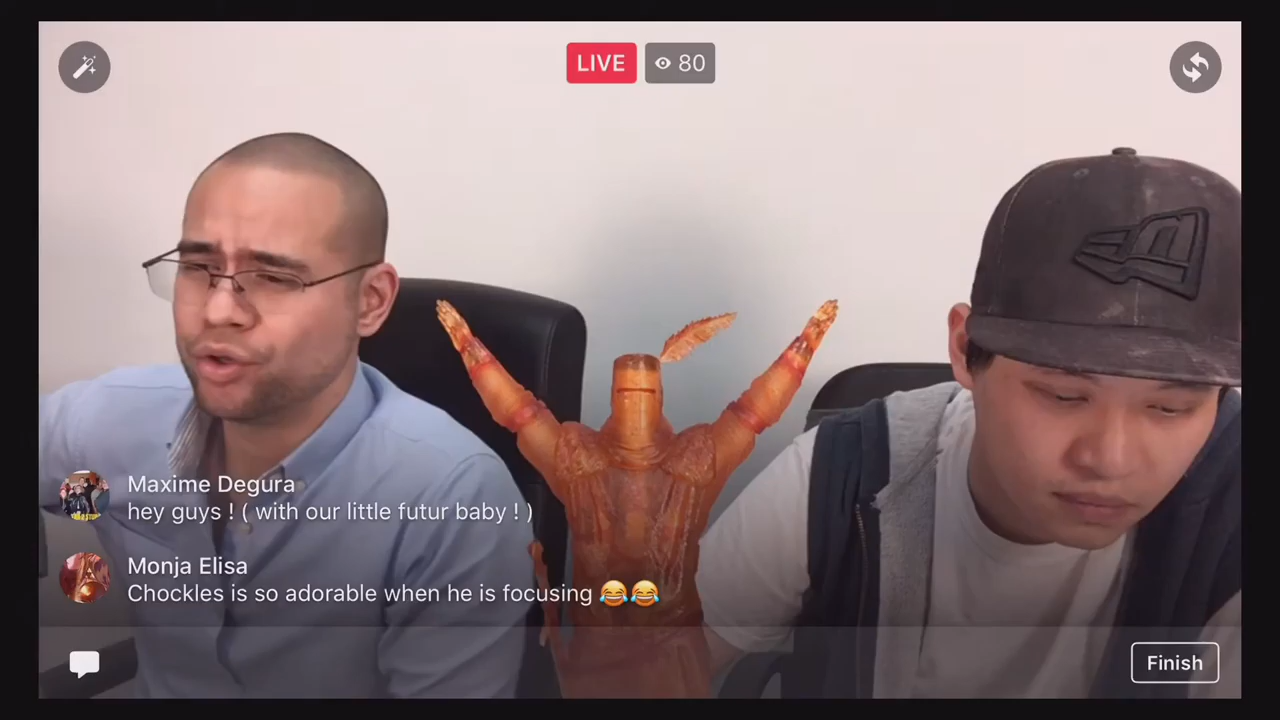 LIVE
80
Maxime Degura
hey guys ! ( with our little futur baby ! )
Monja Elisa
Chockles is so adorable when he is focusing 😂😂
Finish